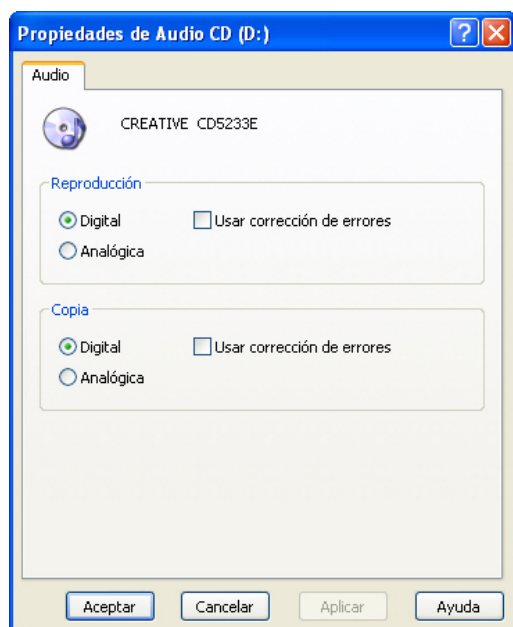 Propiedades de Audio CD (D:)
Audio
CREATIVE CD5233E
Reproducción
Digital Usar corrección de errores
Analógica
Copia
Digital Usar corrección de errores
Analógica
Aceptar Cancelar Aplicar Ayuda